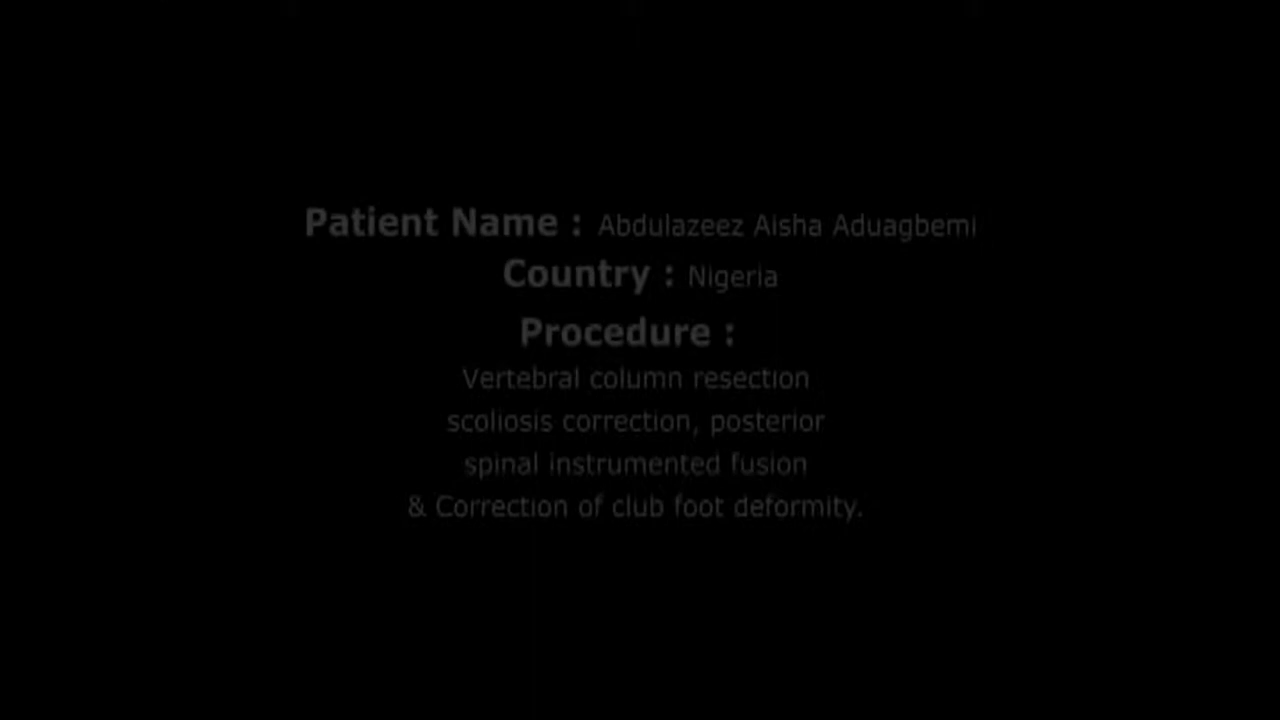 Patient Name : Abdulazeez Aisha Aduagbemi
Country : Nigeria
Procedure :
Vertebral column resection
scoliosis correction, posterior
spinal instrumented fusion
& Correction of club foot deformity.